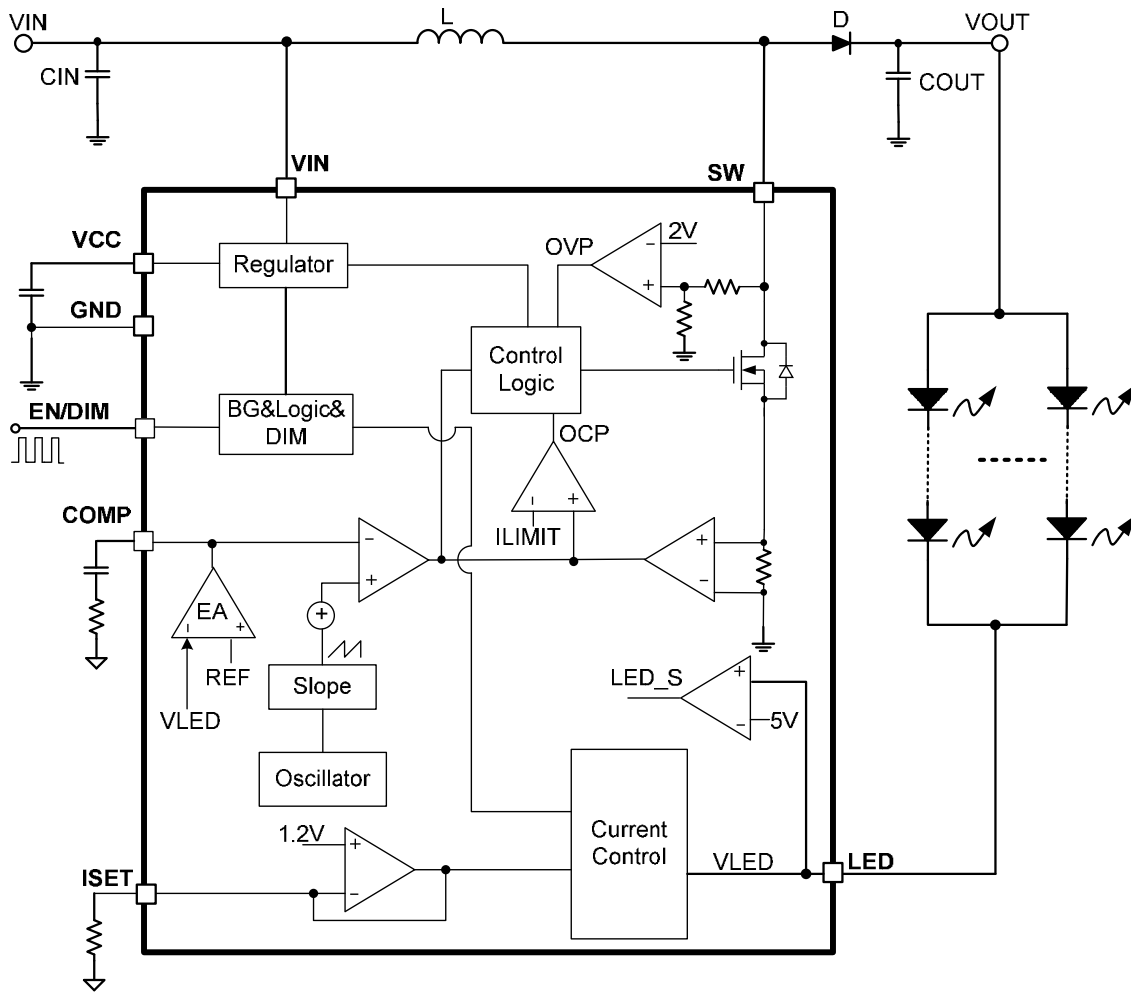 VIN
L
D
VOUT
CIN
COUT
VIN
SW
VCC
Regulator
OVP
2V
-
+
GND
Control
Logic
EN/DIM
BG&Logic&
DIM
OCP
COMP
-
+
ILIMIT
-
+
+
-
EA
-
+
+
REF
Slope
VLED
LED_S
+
-
5V
Oscillator
1.2V
+
-
Current
Control
VLED
LED
ISET